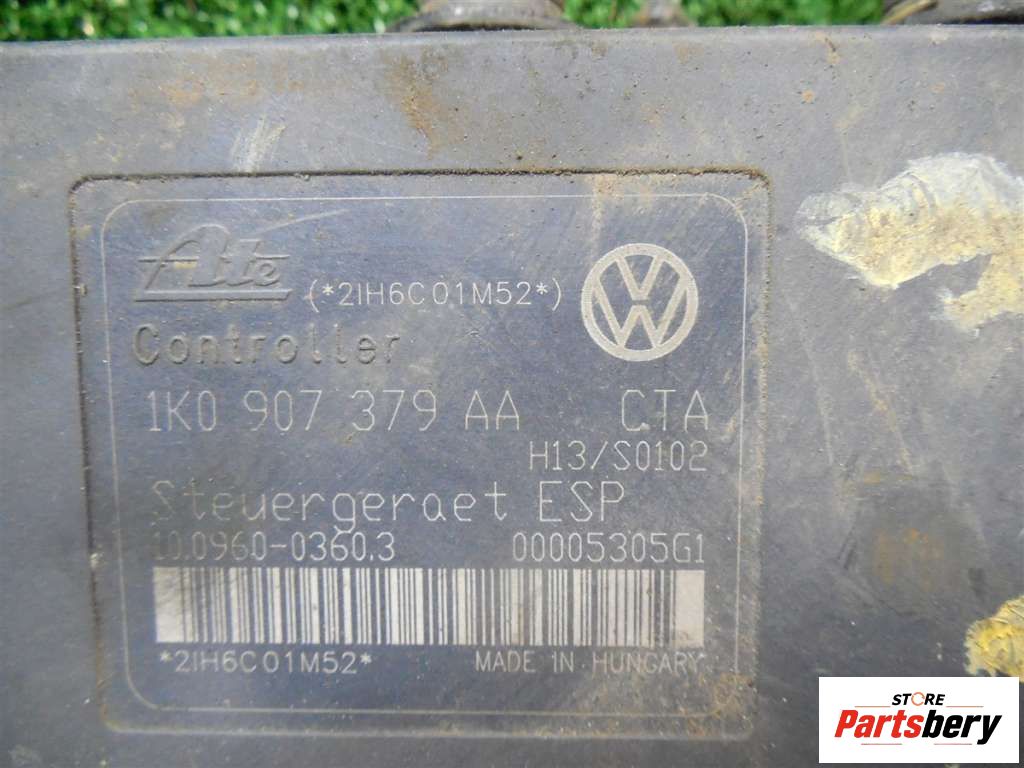 Ate (*2IH6C01M52*)
Controller
1K0 907 379 AA CTA
H13/S0102
Steuergeraet ESP
10.0960-0360.3 00005305G1
*2IH6C01M52* MADE IN HUNGARY
STORE
Partsbery